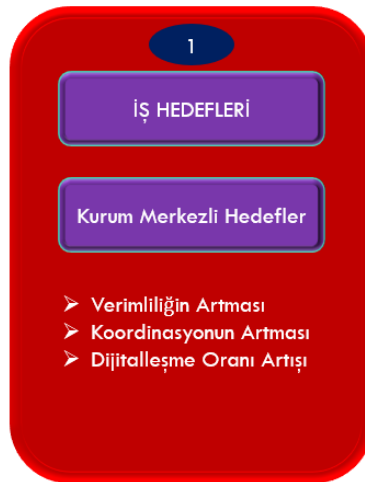 1
İŞ HEDEFLERİ
Kurum Merkezli Hedefler
➢ Verimliliğin Artması
➢ Koordinasyonun Artması
➢ Dijitalleşme Oranı Artışı